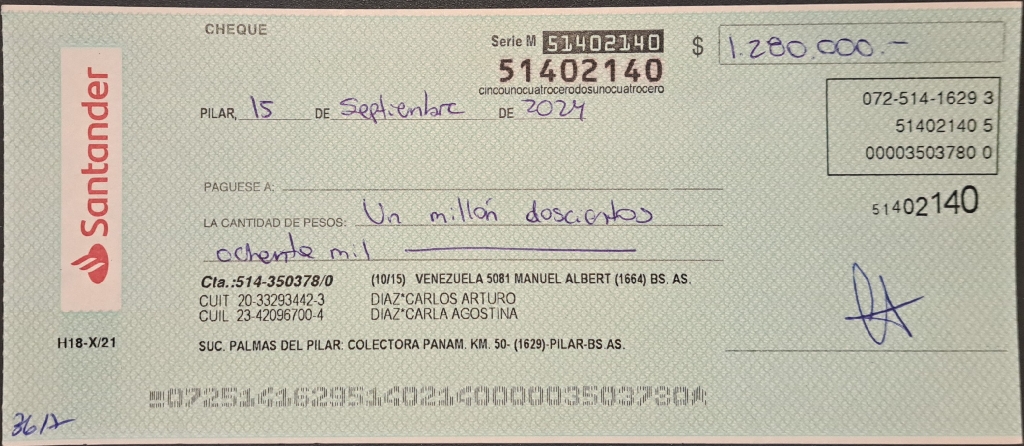 CHEQUE
Serie M 51402140
51402140
cincounocuatrocerodosunocuatrocero
$ 1.280.000.-
Santander
PILAR, 15 DE Septiembre DE 2024
072-514-1629 3
51402140 5
00003503780 0
PAGUESE A:
51402140
LA CANTIDAD DE PESOS: Un millón doscientos
ochenta mil
Cta.:514-350378/0 (10/15) VENEZUELA 5081 MANUEL ALBERT (1664) BS. AS.
CUIT 20-33293442-3 DIAZ*CARLOS ARTURO
CUIL 23-42096700-4 DIAZ*CARLA AGOSTINA
H18-X/21
SUC. PALMAS DEL PILAR: COLECTORA PANAM. KM. 50- (1629)-PILAR-BS.AS.
07251416295140214000003503780